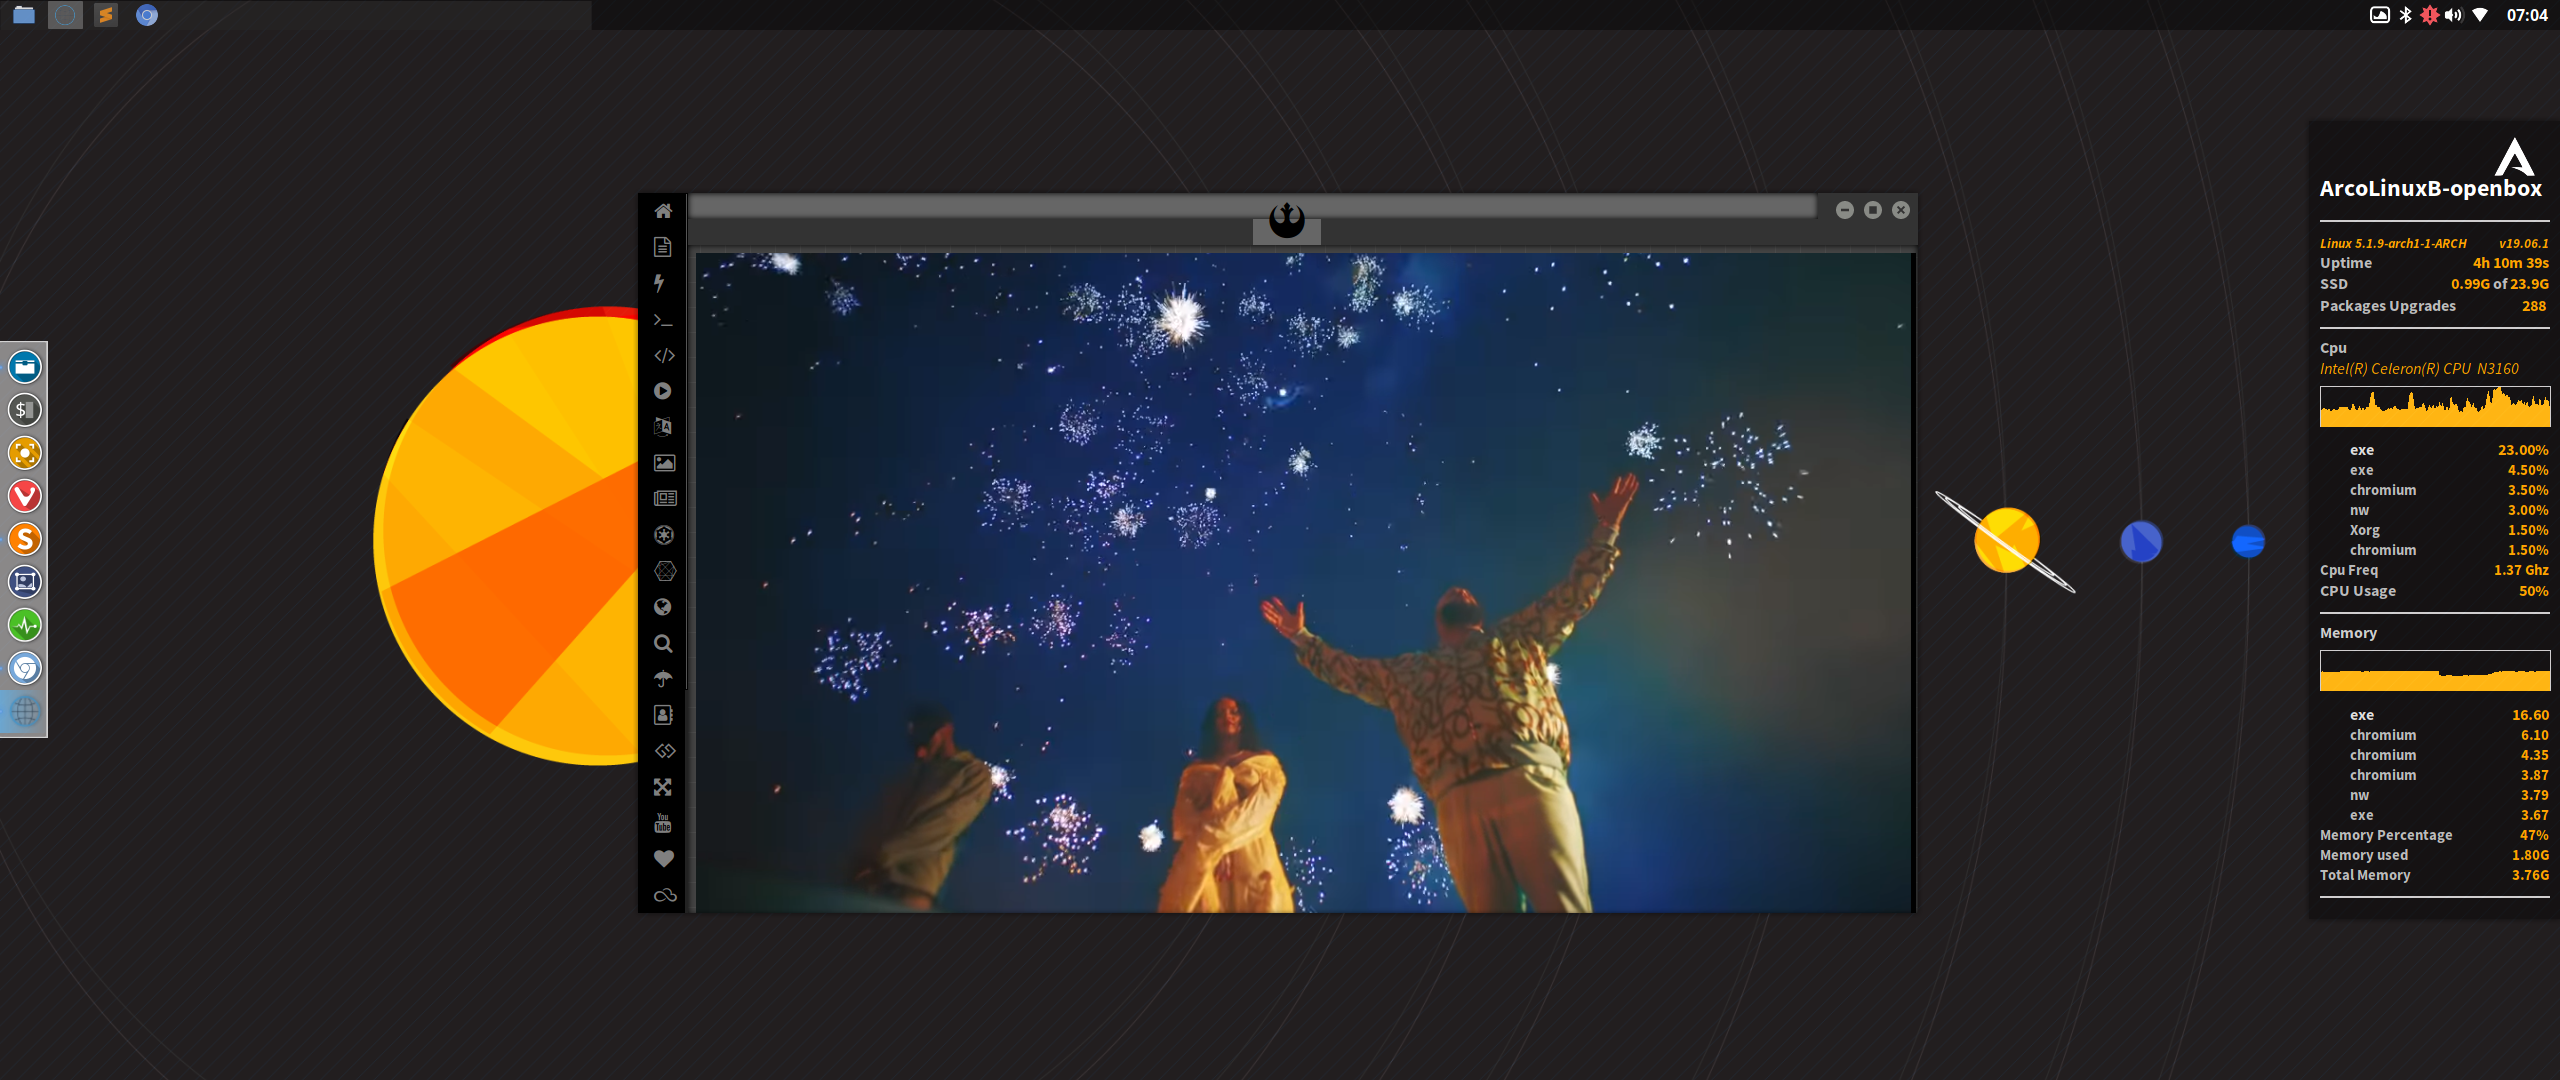 07:04
ArcoLinuxB-openbox
Linux 5.1.9-arch1-1-ARCH v19.06.1
Uptime 4h 10m 39s
SSD 0.99G of 23.9G
Packages Upgrades 288
Cpu
Intel(R) Celeron(R) CPU N3160
exe 23.00%
exe 4.50%
chromium 3.50%
nw 3.00%
Xorg 1.50%
chromium 1.50%
Cpu Freq 1.37 Ghz
CPU Usage 50%
Memory
exe 16.60
chromium 6.10
chromium 4.35
chromium 3.87
nw 3.79
exe 3.67
Memory Percentage 47%
Memory used 1.80G
Total Memory 3.76G
You
Tube